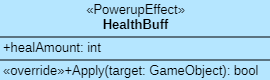 «PowerupEffect»
HealthBuff
+healAmount: int
«override»+Apply(target: GameObject): bool